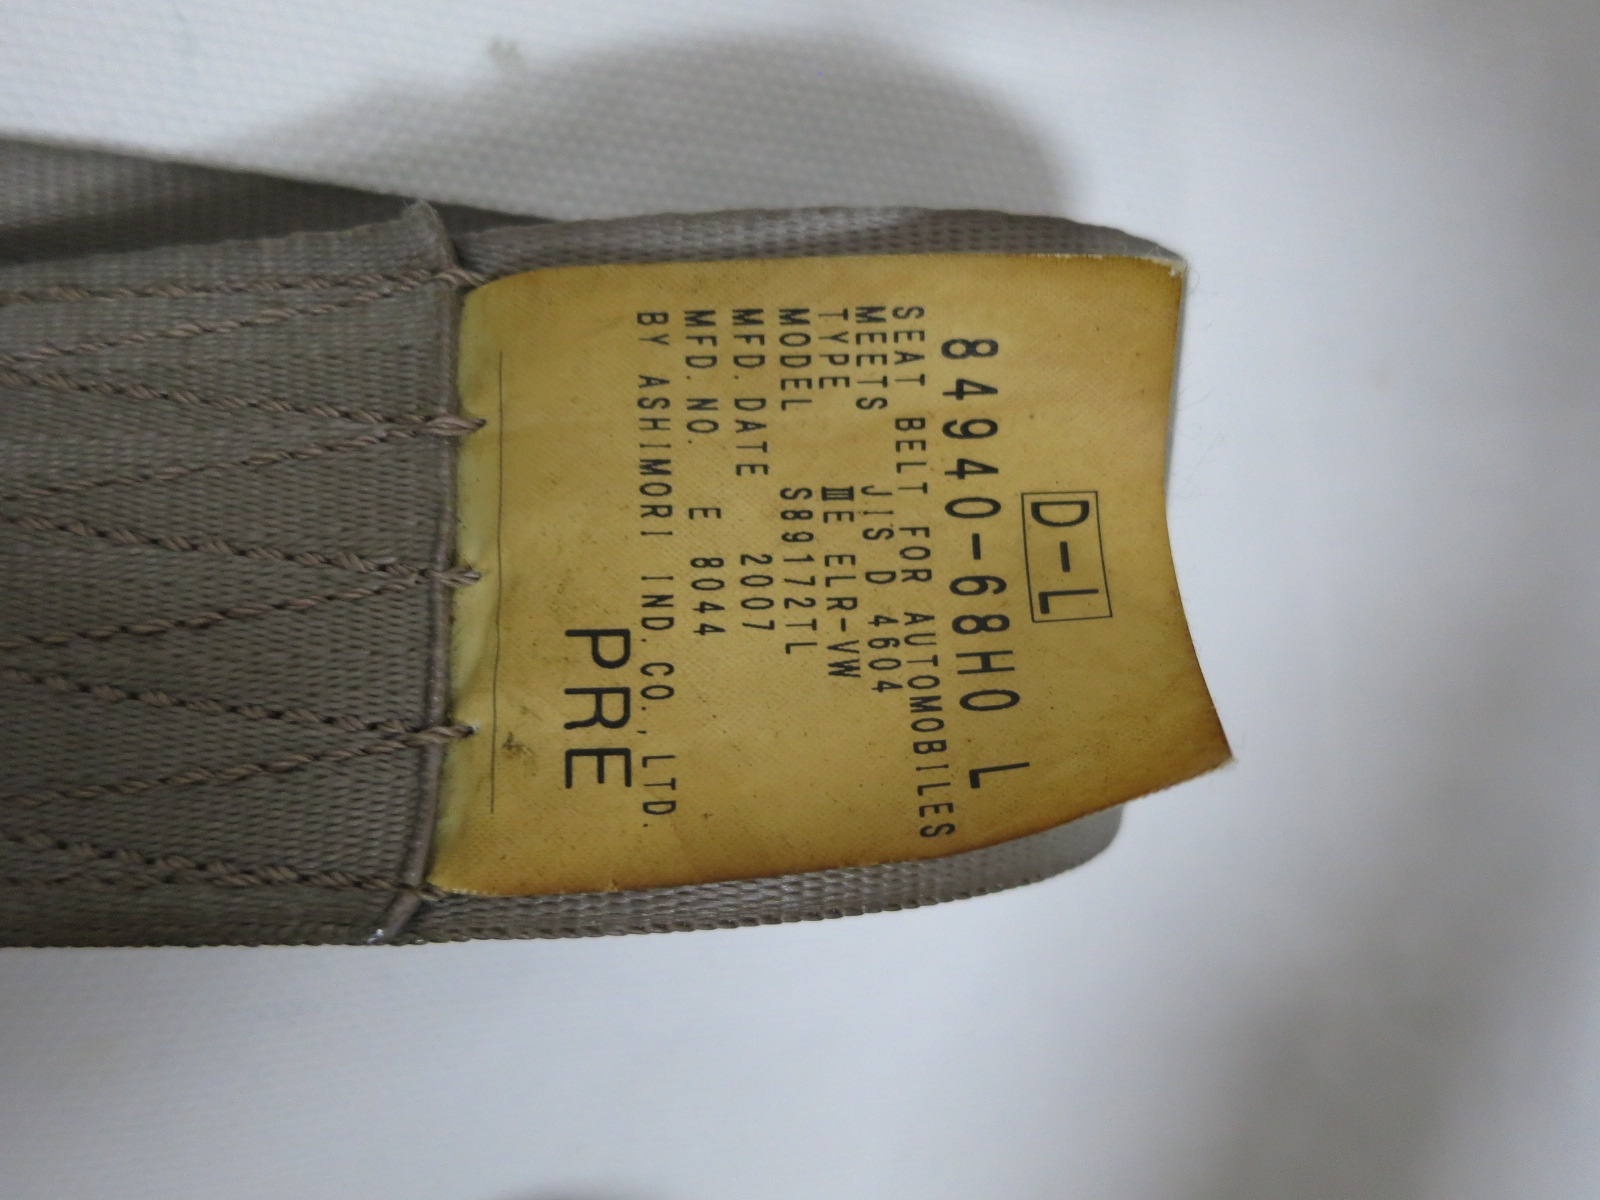 D-L
84940-68H0 L
SEAT BELT FOR AUTOMOBILES
MEETS JIS D 4604
TYPE ⅢE ELR-VW
MODEL S89172TL
MFD. DATE 2007
MFD. NO. E 8044
BY ASHIMORI IND. CO., LTD.
PRE